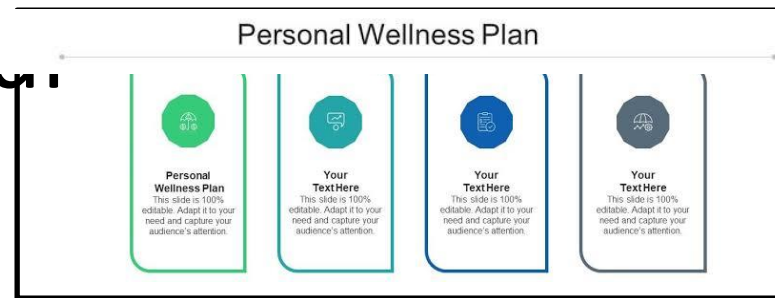 Personal Wellness Plan
Personal
Wellness Plan
This slide is 100%
editable. Adapt it to your
need and capture your
audience's attention.
Your
Text Here
This slide is 100%
editable. Adapt it to your
need and capture your
audience's attention.
Your
Text Here
This slide is 100%
editable. Adapt it to your
need and capture your
audience's attention.
Your
Text Here
This slide is 100%
editable. Adapt it to your
need and capture your
audience's attention.